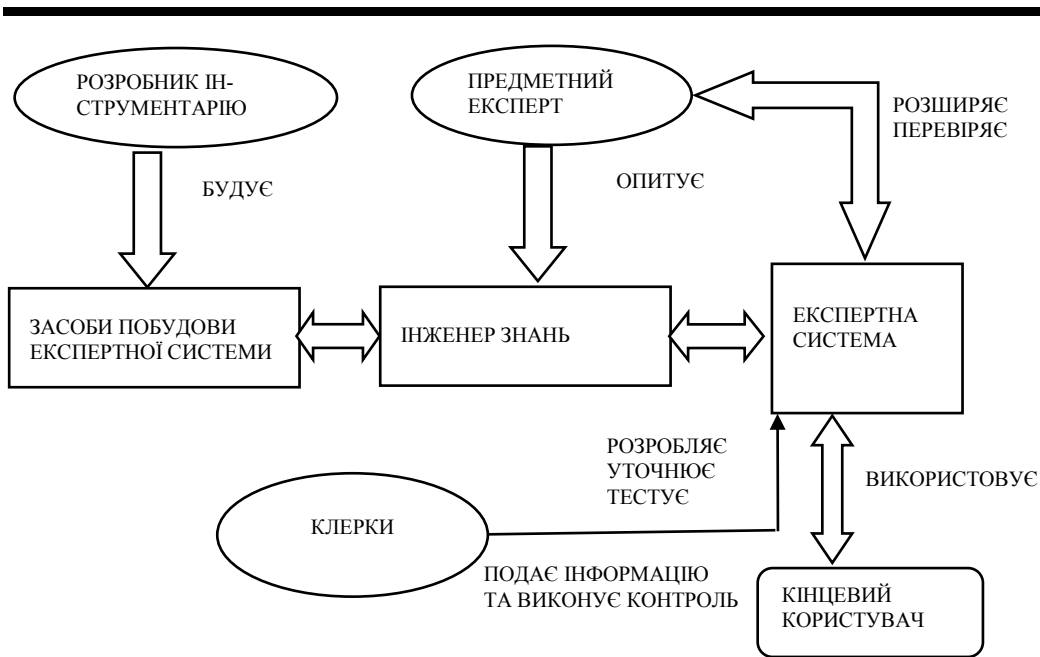 РОЗРОБНИК ІН-
СТРУМЕНТАРІЮ
ПРЕДМЕТНИЙ
ЕКСПЕРТ
РОЗШИРЯЄ
ПЕРЕВІРЯЄ
БУДУЄ
ОПИТУЄ
ЗАСОБИ ПОБУДОВИ
ЕКСПЕРТНОЇ СИСТЕМИ
ІНЖЕНЕР ЗНАНЬ
ЕКСПЕРТНА
СИСТЕМА
РОЗРОБЛЯЄ
УТОЧНЮЄ
ТЕСТУЄ
ВИКОРИСТОВУЄ
КЛЕРКИ
ПОДАЄ ІНФОРМАЦІЮ
ТА ВИКОНУЄ КОНТРОЛЬ
КІНЦЕВИЙ
КОРИСТУВАЧ